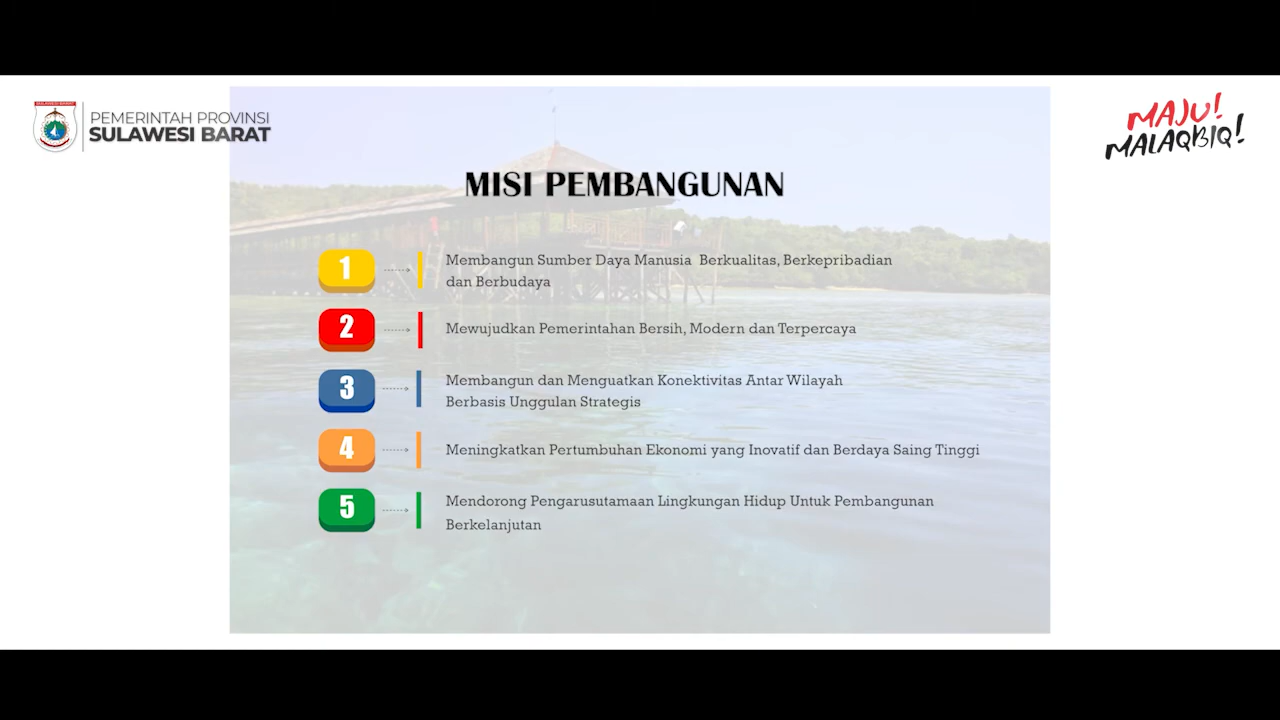 SULAWESI BARAT
PEMERINTAH PROVINSI
SULAWESI BARAT
MAJU!
MALAQBIQ!
MISI PEMBANGUNAN
1
Membangun Sumber Daya Manusia Berkualitas, Berkepribadian
dan Berbudaya
2
Mewujudkan Pemerintahan Bersih, Modern dan Terpercaya
3
Membangun dan Menguatkan Konektivitas Antar Wilayah
Berbasis Unggulan Strategis
4
Meningkatkan Pertumbuhan Ekonomi yang Inovatif dan Berdaya Saing Tinggi
5
Mendorong Pengarusutamaan Lingkungan Hidup Untuk Pembangunan
Berkelanjutan